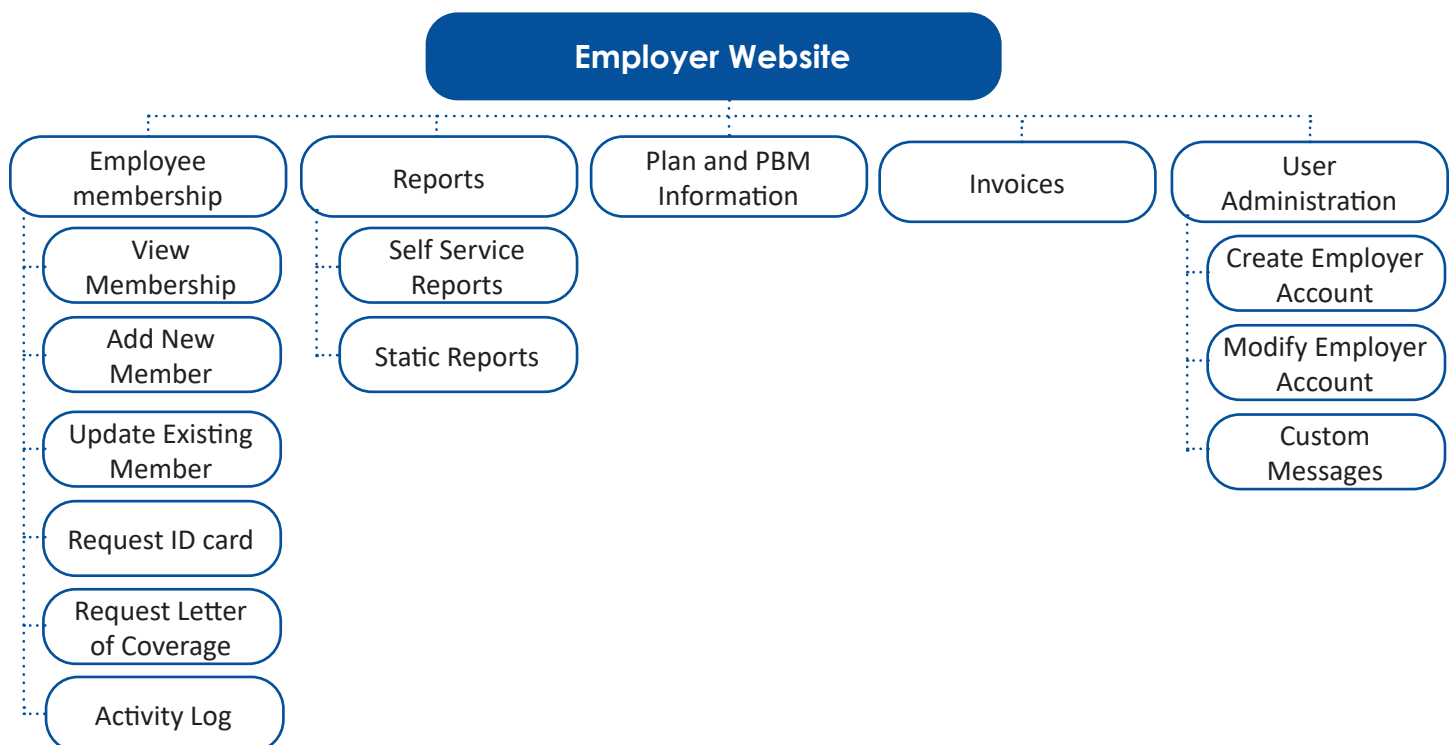 Employer Website
Employee
membership
View
Membership
Add New
Member
Update Existing
Member
Request ID card
Request Letter
of Coverage
Activity Log
Reports
Self Service
Reports
Static Reports
Plan and PBM
Information
Invoices
User
Administration
Create Employer
Account
Modify Employer
Account
Custom
Messages